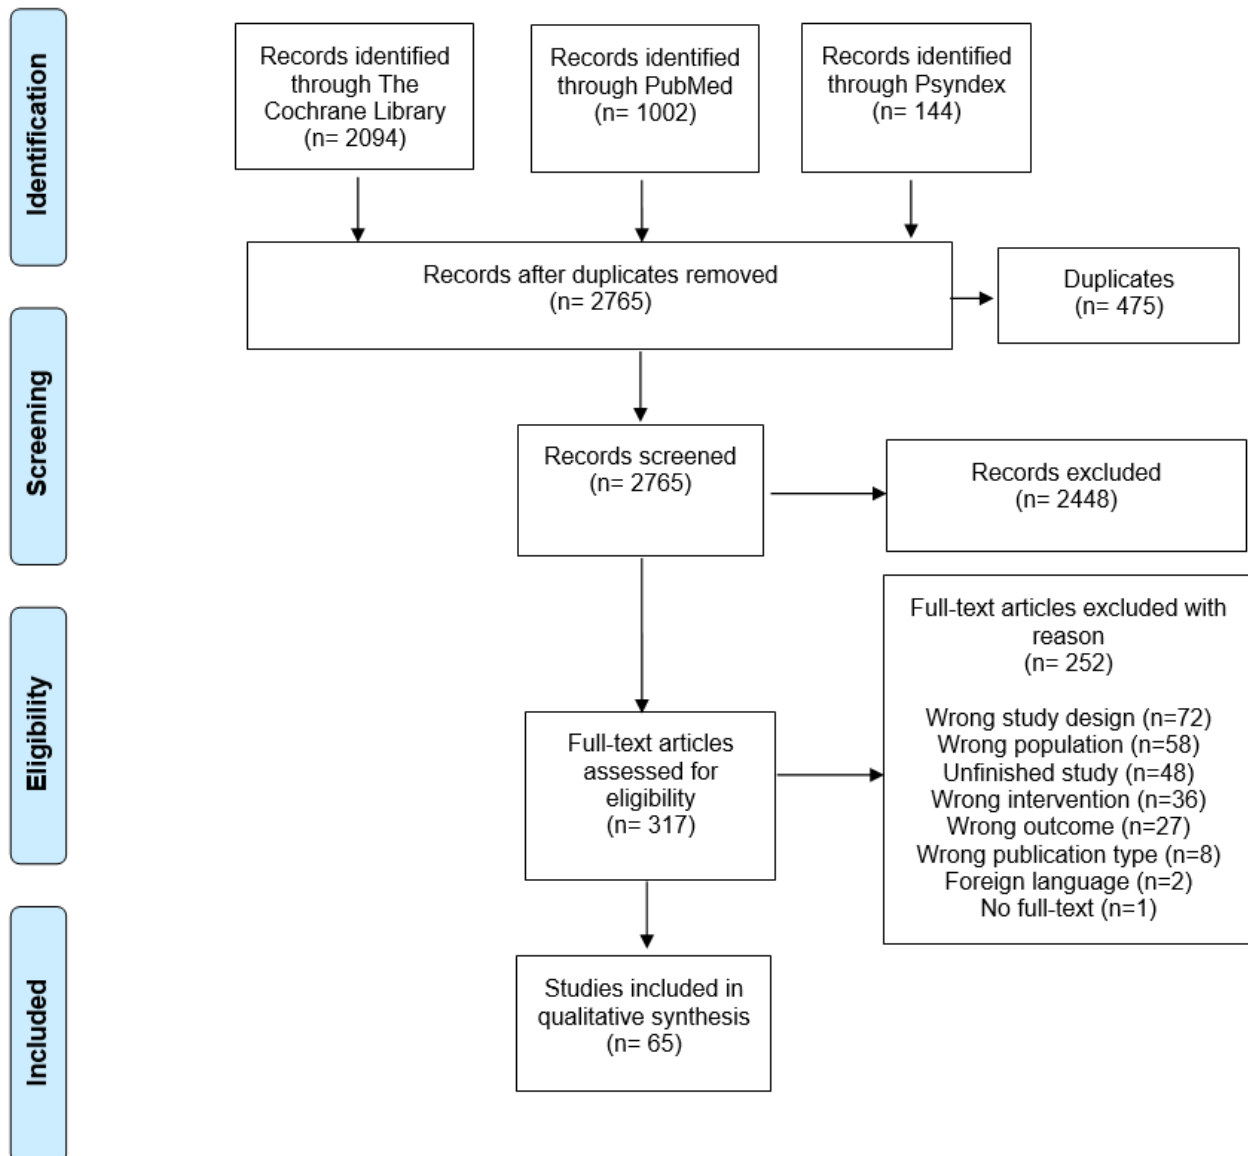 Identification
Records identified
through The
Cochrane Library
(n= 2094)
Records identified
through PubMed
(n= 1002)
Records identified
through Psyndex
(n= 144)
Records after duplicates removed
(n= 2765)
Duplicates
(n= 475)
Screening
Records screened
(n= 2765)
Records excluded
(n= 2448)
Eligibility
Full-text articles
assessed for
eligibility
(n= 317)
Full-text articles excluded with
reason
(n= 252)
Wrong study design (n=72)
Wrong population (n=58)
Unfinished study (n=48)
Wrong intervention (n=36)
Wrong outcome (n=27)
Wrong publication type (n=8)
Foreign language (n=2)
No full-text (n=1)
Included
Studies included in
qualitative synthesis
(n= 65)